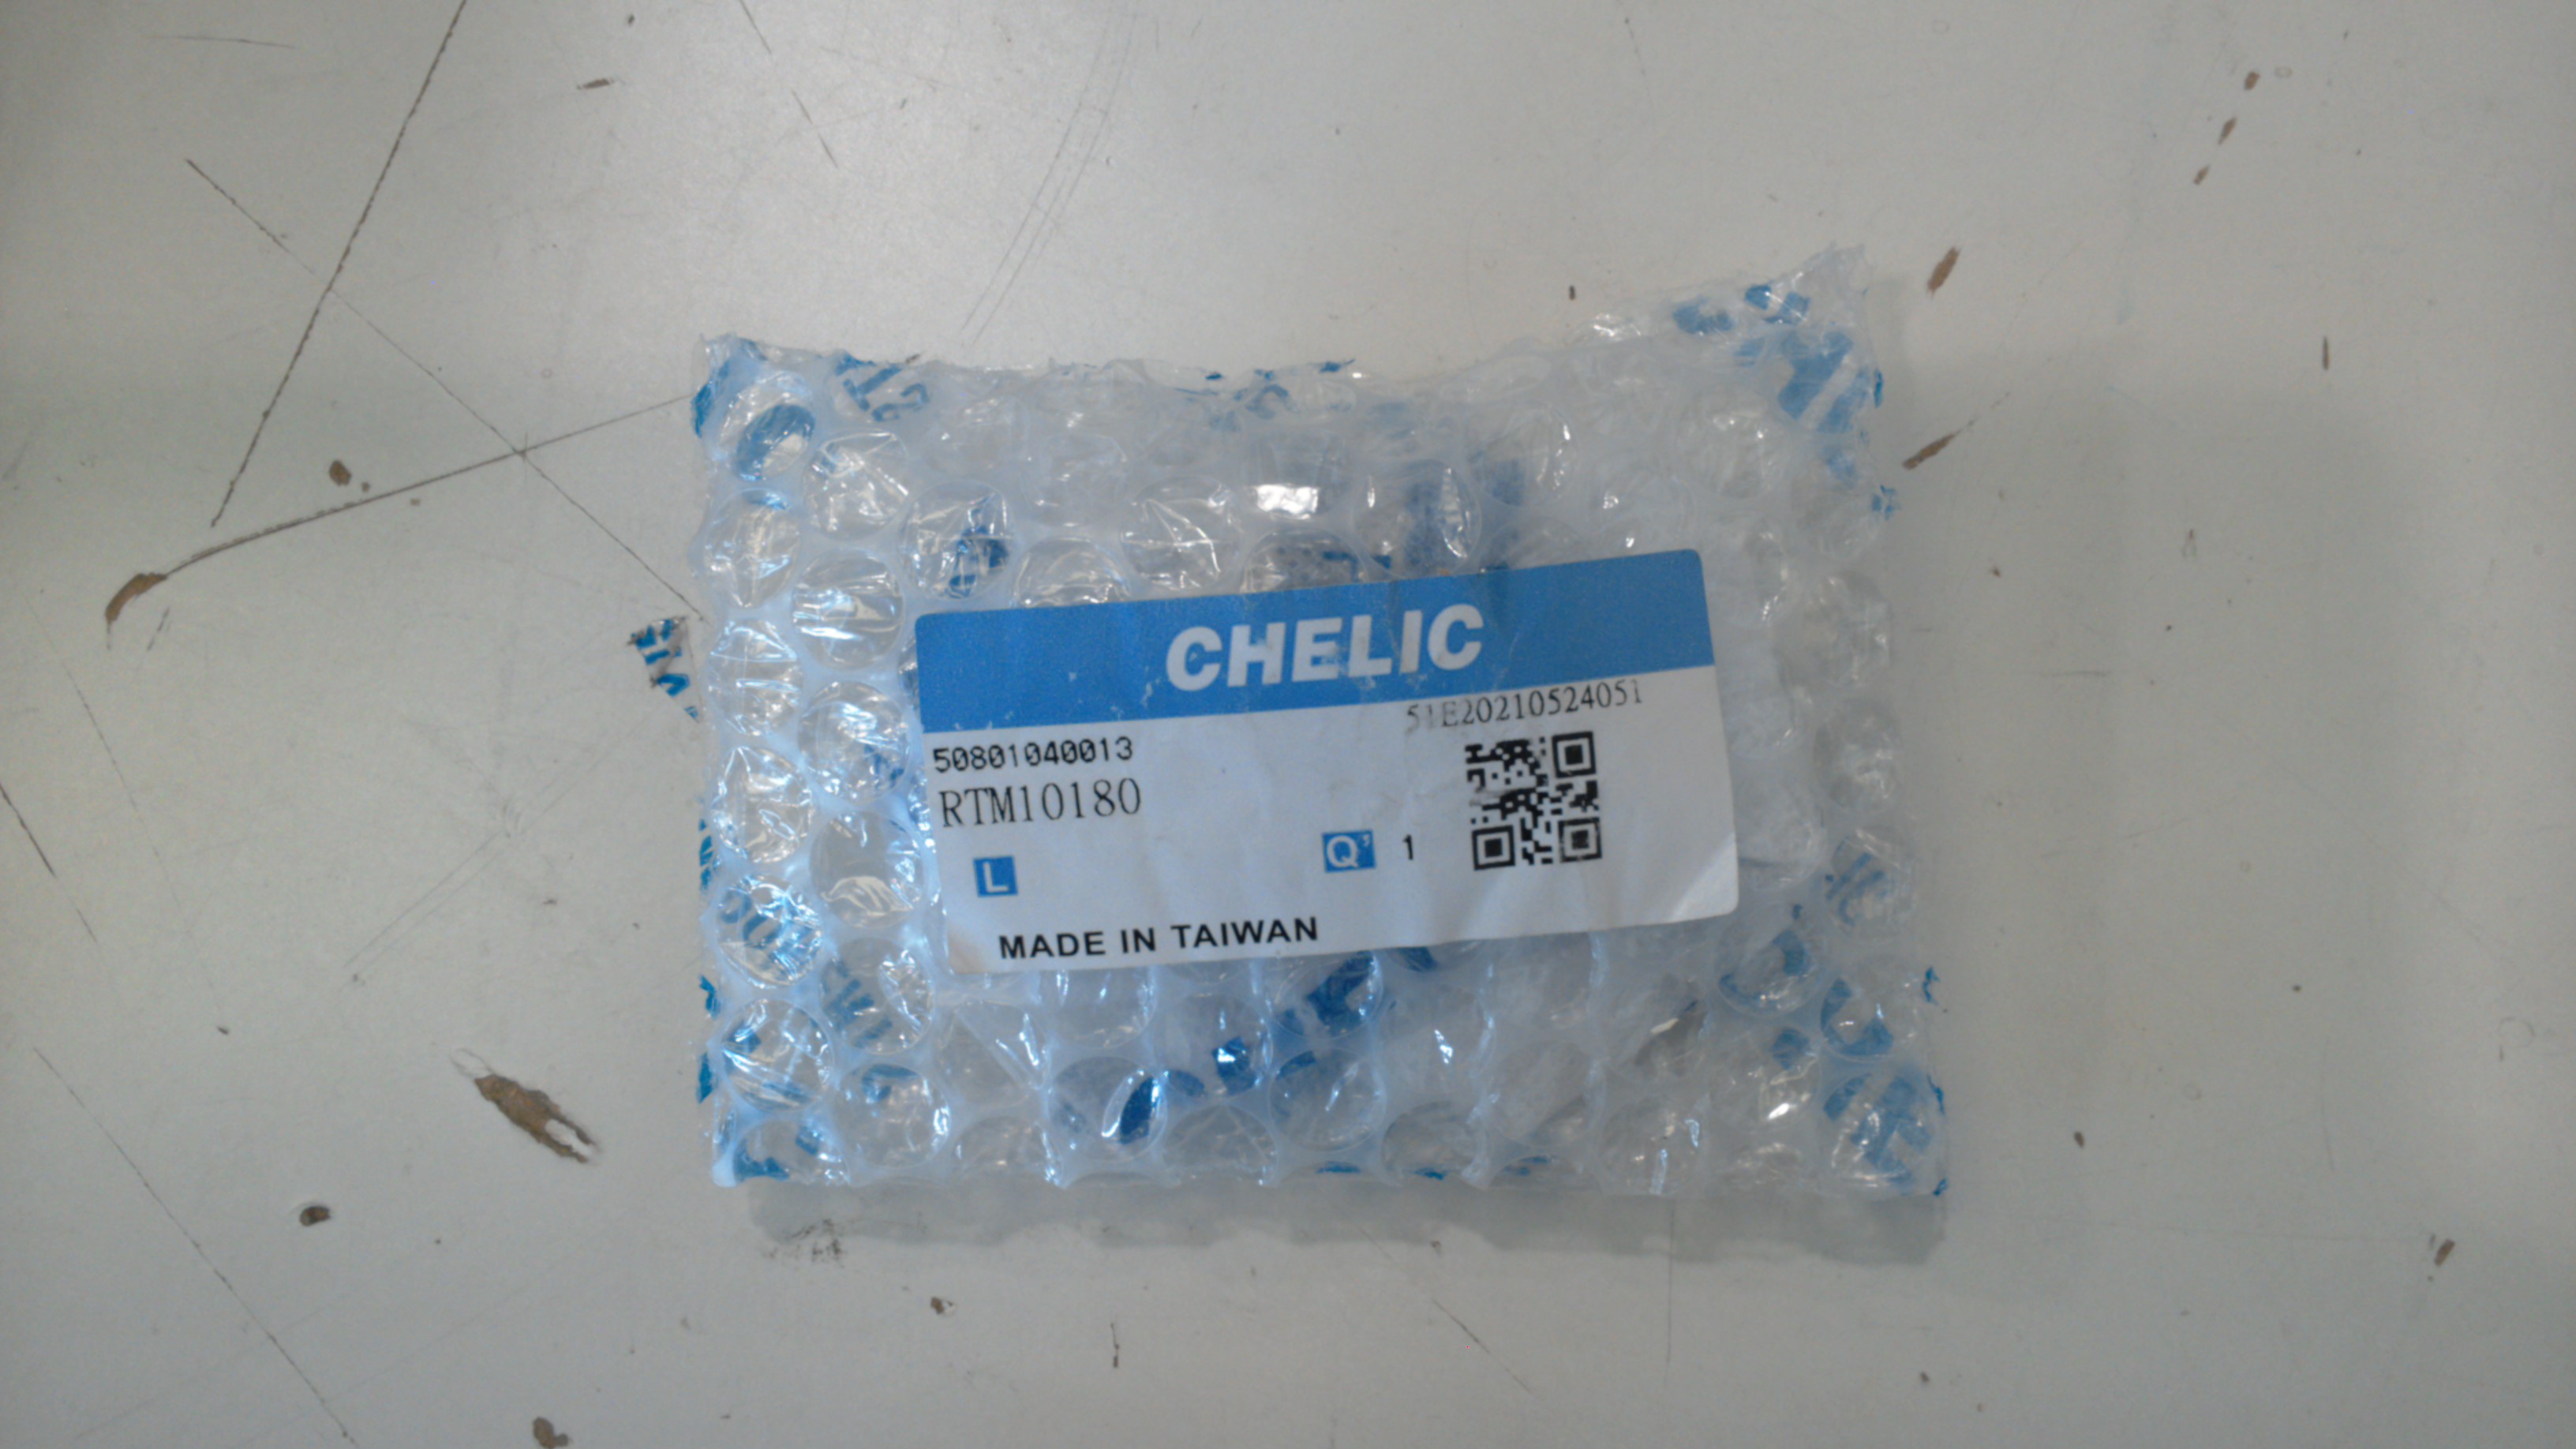 CHELIC
51E20210524051
50801040013
RTM10180
L
Q'
1
MADE IN TAIWAN